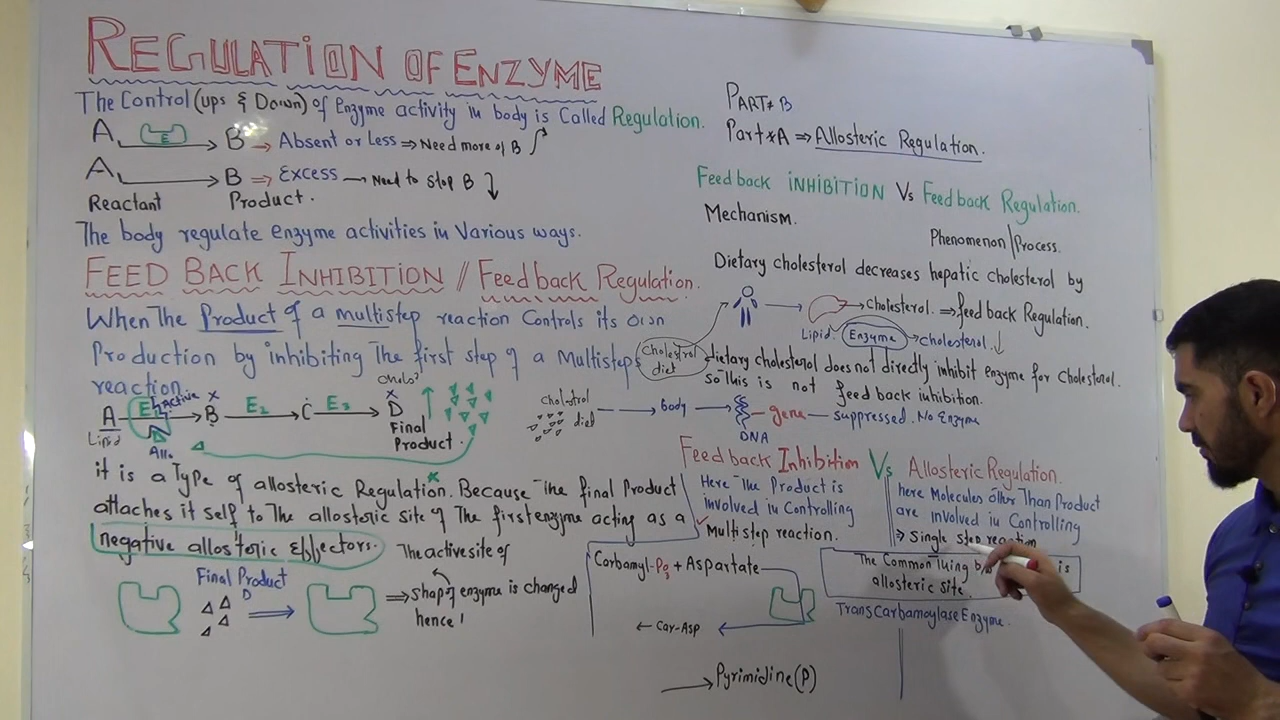 REGULATION OF ENZYME
The Control (ups & Down) of Enzyme activity in body is Called Regulation.
A E B → Absent or Less ⇒ Need more of B
A B ⇒ Excess → Need to Stop B ↓
Reactant Product.
The body regulate enzyme activities in Various ways.
FEED BACK INHIBITION // Feedback Regulation.
When The Product of a multistep reaction Controls its own
Production by inhibiting The first step of a Multisteps
reaction.
A E Inactive B x E2 C E3 D x
Lipid
Allo.
Final
Product.
it is a Type of allosteric Regulation. Because the final Product
attaches it self to The allosteric site of The first enzyme acting as a
negative allosteric Effectors.
The active site of
Final Product
D
⇒ shap of enzyme is changed
hence !
PART * B
Part * A ⇒ Allosteric Regulation.
Feed back iNHIBITION Vs Feed back Regulation.
Mechanism.
Phenomenon/Process.
Dietary cholesterol decreases hepatic cholesterol by
→ cholesterol. ⇒ feed back Regulation.
Lipid. Enzyme → cholesterol. ↓
Cholestrol
diet
dietary cholesterol does not directly inhibit enzyme for Cholesterol.
so This is not feed back inhibition.
Cholestrol
diet
→ body → gene — suppressed. No Enzyme
DNA
Feed back Inhibition Vs Allosteric Regulation.
Here The Product is
involved in Controlling
✓ Multistep reaction.
here Molecules other Than Product
are involved in Controlling
→ Single step reaction
The Common Thing b/w is
allosteric site.
Carbamyl-Po3 + Aspartate
← Car-Asp
TransCarbamoylase Enzyme.
→ Pyrimidine (P)